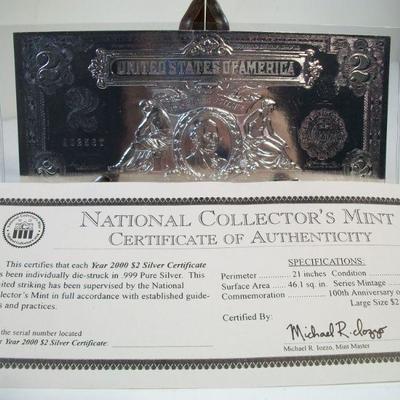 UNITED STATES OF AMERICA
2
2
NATIONAL COLLECTOR'S MINT
CERTIFICATE OF AUTHENTICITY
This certifies that each Year 2000 $2 Silver Certificate
been individually die-struck in .999 Pure Silver. This
limited striking has been supervised by the National
Collector's Mint in full accordance with established guide-
and practices.
the serial number located
Year 2000 $2 Silver Certificate:
SPECIFICATIONS:
Perimeter . . . . . . 21 inches Condition
Surface Area . . . 46.1 sq. in. Series Mintage
Commemoration . . . . . . . . 100th Anniversary o
Large Size $2
Certified By:
Michael R. Iozzo
Michael R. Iozzo, Mint Master